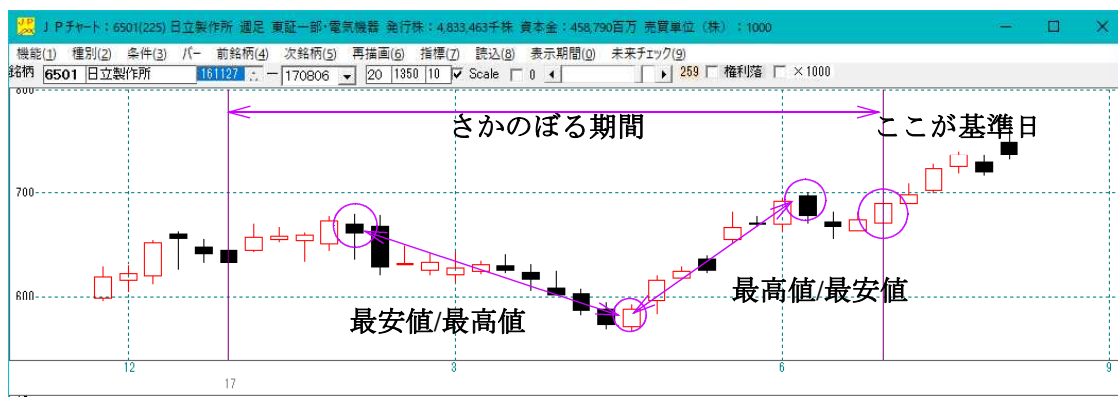 ＪＰチャート：6501(225) 日立製作所 週足 東証一部・電気機器 発行株：4,833,463千株 資本金：458,790百万 売買単位（株）：1000
機能(1) 種別(2) 条件(3) バー 前銘柄(4) 次銘柄(5) 再描画(6) 指標(7) 読込(8) 表示期間(0) 未来チェック(9)
銘柄 6501 日立製作所 161127 ∴ ー 170806 20 1350 10 Scale 0 259 権利落 ×1000
800
さかのぼる期間 ここが基準日
700
最高値/最安値
600
最安値/最高値
12 3 6 9
17